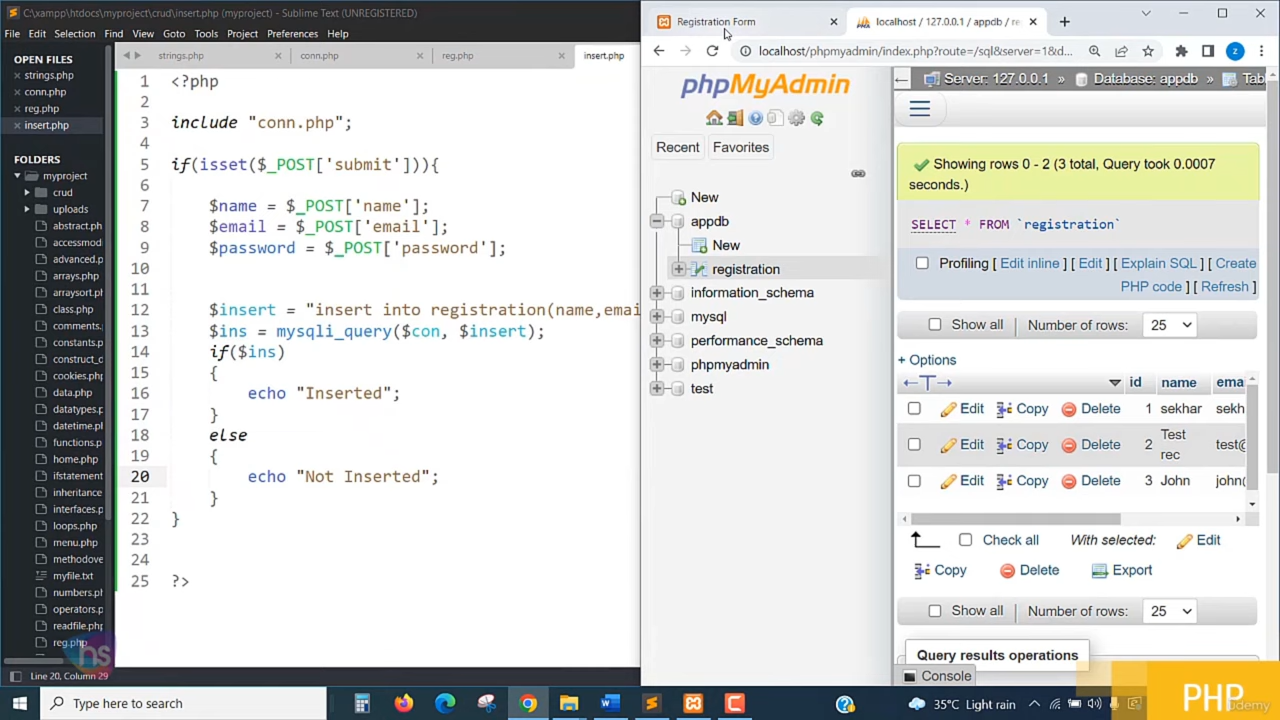 C:\xampp\htdocs\myproject\crud\insert.php (myproject) - Sublime Text (UNREGISTERED)
File Edit Selection Find View Goto Tools Project Preferences Help
OPEN FILES
strings.php
conn.php
reg.php
insert.php
FOLDERS
myproject
crud
uploads
abstract.ph
accessmod
advanced.p
arrays.php
arraysort.ph
class.php
comments.
constants.p
construct_d
cookies.php
data.php
datatypes.p
datetime.ph
functions.p
home.php
ifstatement
inheritance
interfaces.p
loops.php
menu.php
methodove
myfile.txt
numbers.ph
operators.p
readfile.php
reg.php
hs
strings.php conn.php reg.php insert.php
1 <?php
2
3 include "conn.php";
4
5 if(isset($_POST['submit'])){
6
7 $name = $_POST['name'];
8 $email = $_POST['email'];
9 $password = $_POST['password'];
10
11
12 $insert = "insert into registration(name,emai
13 $ins = mysqli_query($con, $insert);
14 if($ins)
15 {
16 echo "Inserted";
17 }
18 else
19 {
20 echo "Not Inserted";
21 }
22 }
23
24
25 ?>
Line 20, Column 29
Registration Form
localhost / 127.0.0.1 / appdb / re
localhost/phpmyadmin/index.php?route=/sql&server=1&d...
z
phpMyAdmin
Recent Favorites
New
appdb
New
registration
information_schema
mysql
performance_schema
phpmyadmin
test
Server: 127.0.0.1 » Database: appdb » Tab
Showing rows 0 - 2 (3 total, Query took 0.0007
seconds.)
SELECT * FROM `registration`
Profiling [ Edit inline ] [ Edit ] [ Explain SQL ] [ Create
PHP code ] [ Refresh ]
Show all Number of rows: 25
+ Options
←T→ id name ema
Edit Copy Delete 1 sekhar sekh
Edit Copy Delete 2 Test rec test@
Edit Copy Delete 3 John john@
Check all With selected: Edit
Copy Delete Export
Show all Number of rows: 25
Query results operations
Console
Type here to search
35°C Light rain
PHP